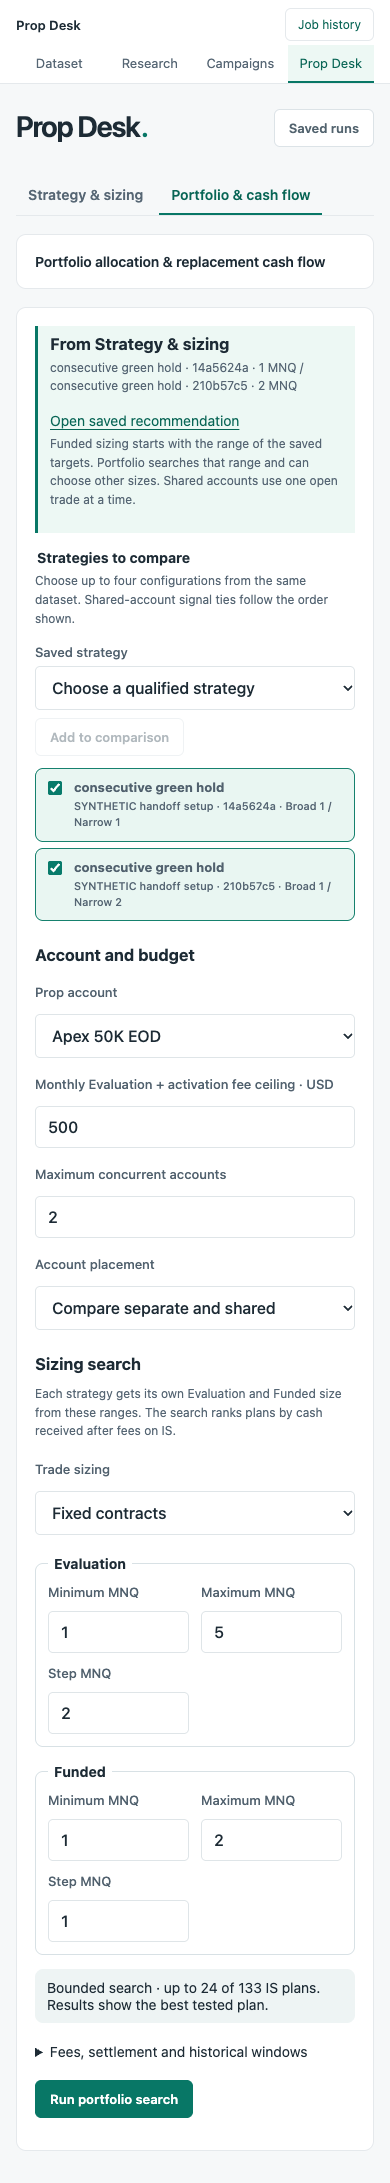 Prop Desk
Job history
Dataset
Research
Campaigns
Prop Desk
Prop Desk.
Saved runs
Strategy & sizing
Portfolio & cash flow
Portfolio allocation & replacement cash flow
From Strategy & sizing
consecutive green hold · 14a5624a · 1 MNQ /
consecutive green hold · 210b57c5 · 2 MNQ
Open saved recommendation
Funded sizing starts with the range of the saved
targets. Portfolio searches that range and can
choose other sizes. Shared accounts use one open
trade at a time.
Strategies to compare
Choose up to four configurations from the same
dataset. Shared-account signal ties follow the order
shown.
Saved strategy
Choose a qualified strategy
Add to comparison
consecutive green hold
SYNTHETIC handoff setup · 14a5624a · Broad 1 /
Narrow 1
consecutive green hold
SYNTHETIC handoff setup · 210b57c5 · Broad 1 /
Narrow 2
Account and budget
Prop account
Apex 50K EOD
Monthly Evaluation + activation fee ceiling · USD
500
Maximum concurrent accounts
2
Account placement
Compare separate and shared
Sizing search
Each strategy gets its own Evaluation and Funded size
from these ranges. The search ranks plans by cash
received after fees on IS.
Trade sizing
Fixed contracts
Evaluation
Minimum MNQ
Maximum MNQ
1
5
Step MNQ
2
Funded
Minimum MNQ
Maximum MNQ
1
2
Step MNQ
1
Bounded search · up to 24 of 133 IS plans.
Results show the best tested plan.
Fees, settlement and historical windows
Run portfolio search